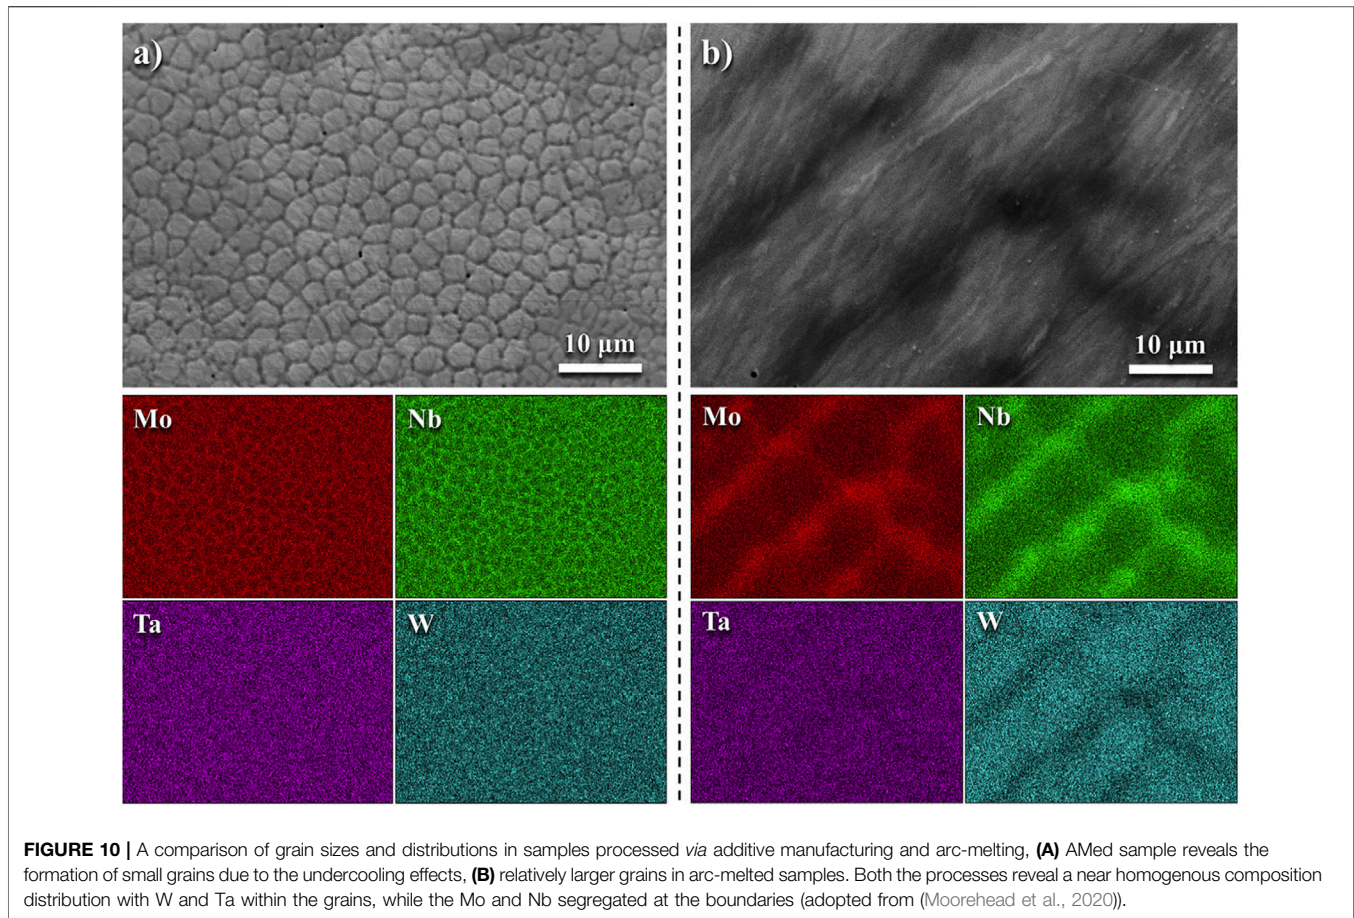 a)
10 µm
b)
10 µm
Mo
Nb
Mo
Nb
Ta
W
Ta
W
FIGURE 10 | A comparison of grain sizes and distributions in samples processed via additive manufacturing and arc-melting, (A) AMed sample reveals the
formation of small grains due to the undercooling effects, (B) relatively larger grains in arc-melted samples. Both the processes reveal a near homogenous composition
distribution with W and Ta within the grains, while the Mo and Nb segregated at the boundaries (adopted from (Moorehead et al., 2020)).